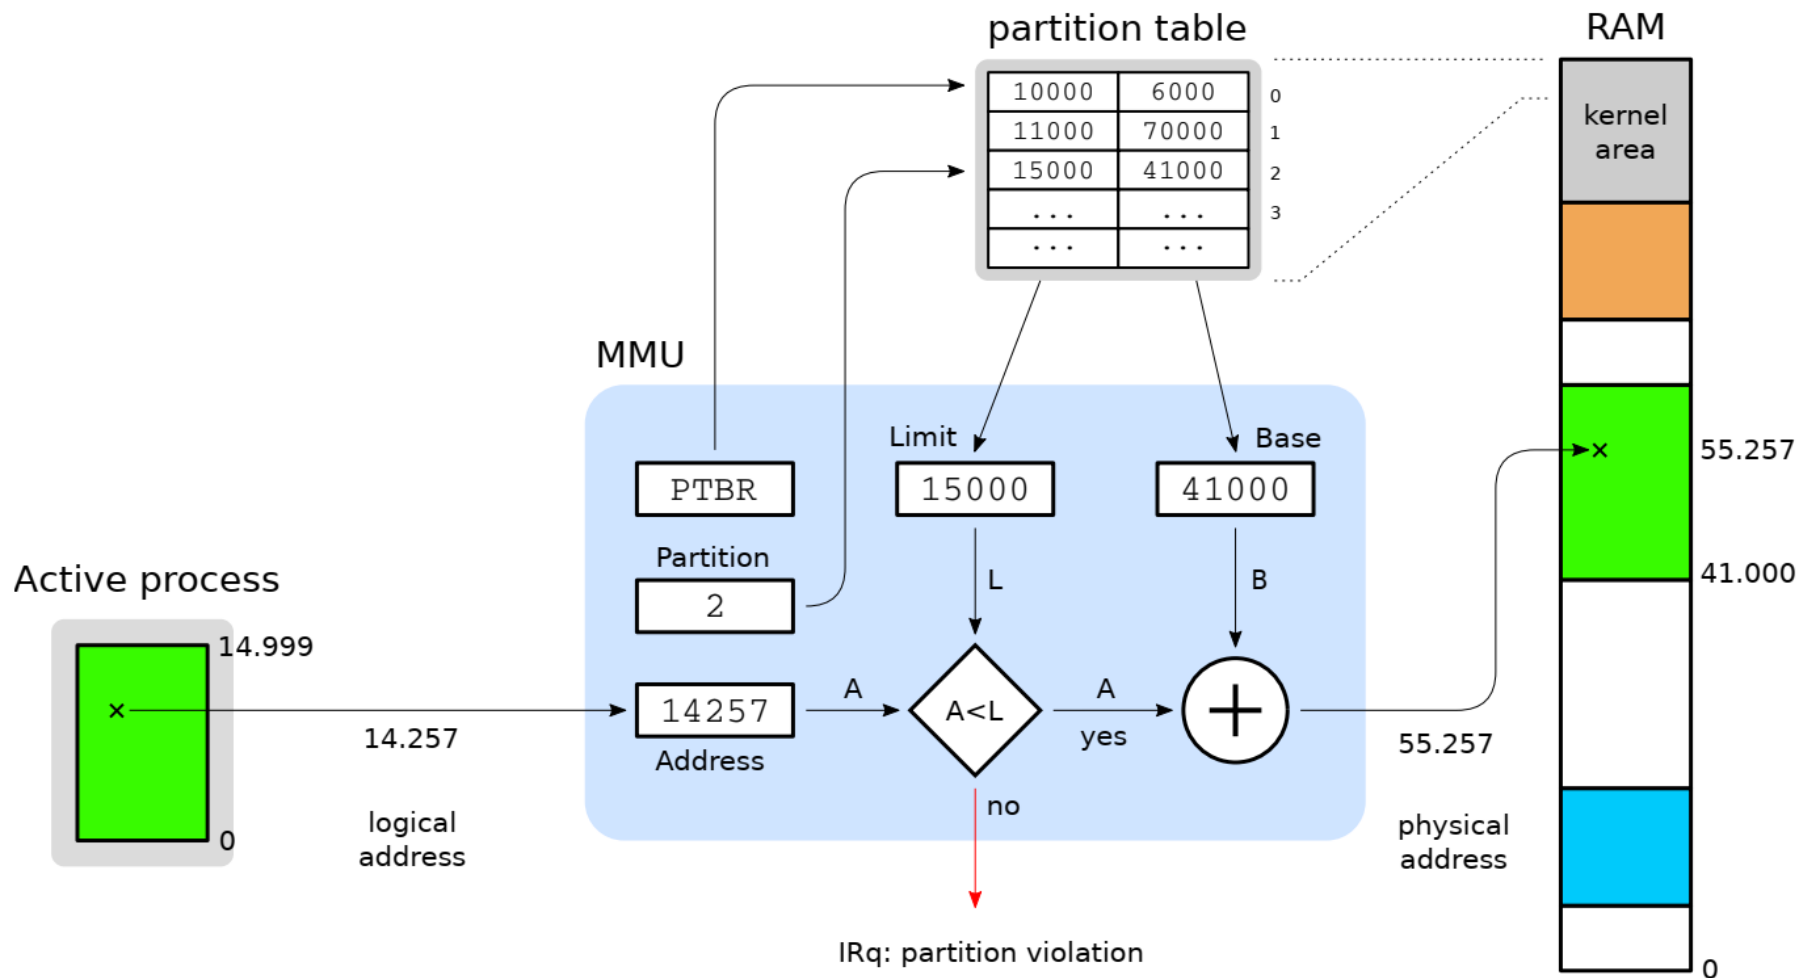 partition table
RAM
10000 6000 0
11000 70000 1
15000 41000 2
... ... 3
... ...
kernel
area
MMU
Limit
Base
PTBR
15000
41000
55.257
Partition
2
L
B
41.000
Active process
14.999
0
14.257
14257
Address
A
A<L
A
yes
no
55.257
logical
address
physical
address
IRq: partition violation
0